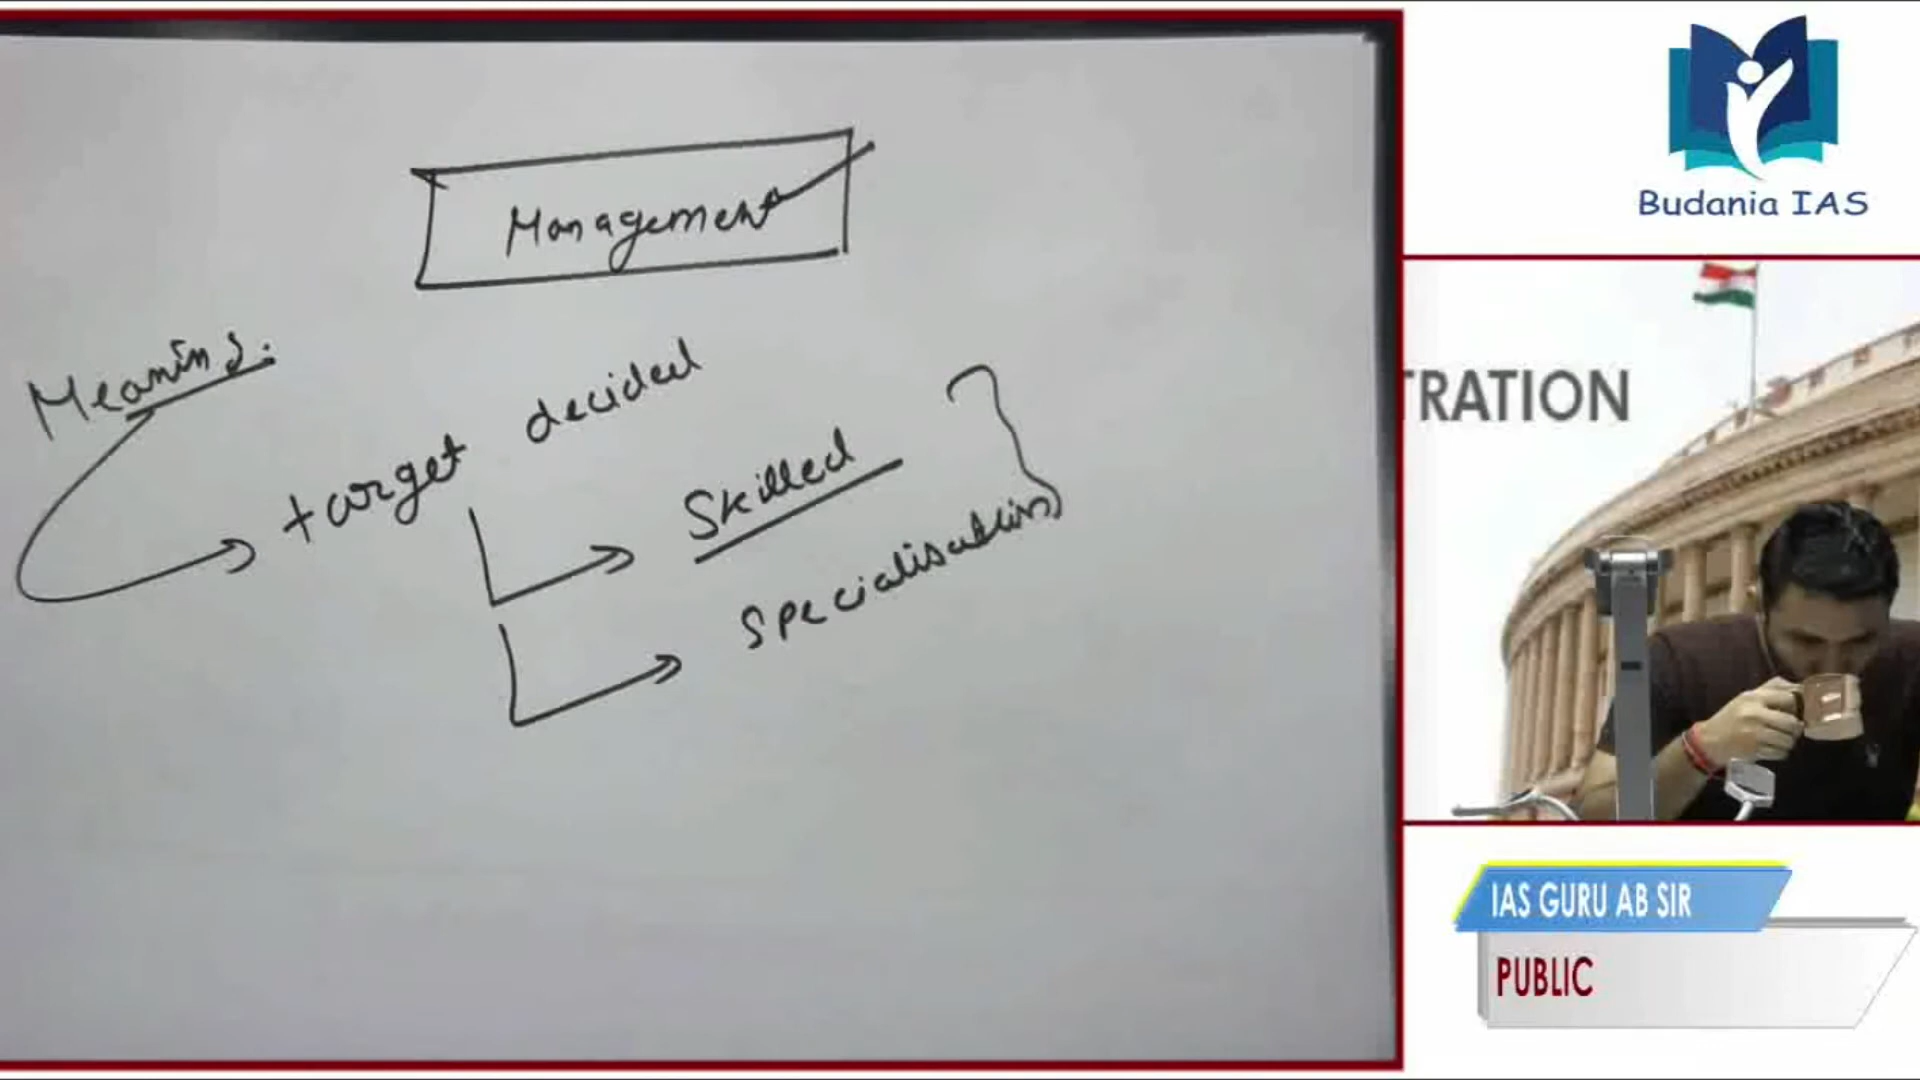 Management
Meaning:
target decided
Skilled
Specialisation
Budania IAS
TRATION
IAS GURU AB SIR
PUBLIC